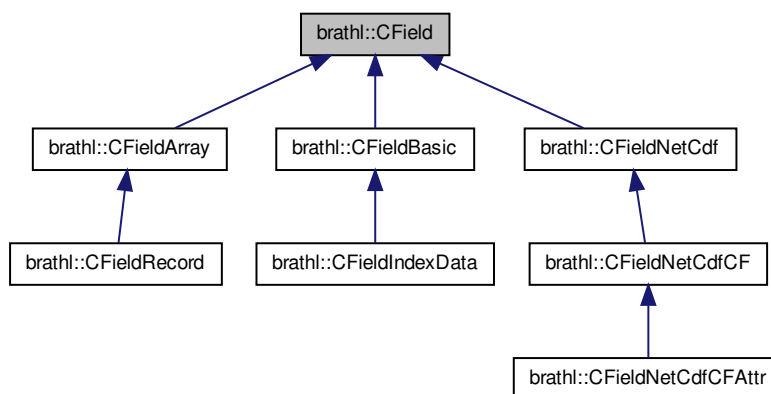 brathl::CField
brathl::CFieldArray
brathl::CFieldBasic
brathl::CFieldNetCdf
brathl::CFieldRecord
brathl::CFieldIndexData
brathl::CFieldNetCdfCF
brathl::CFieldNetCdfCFAttr